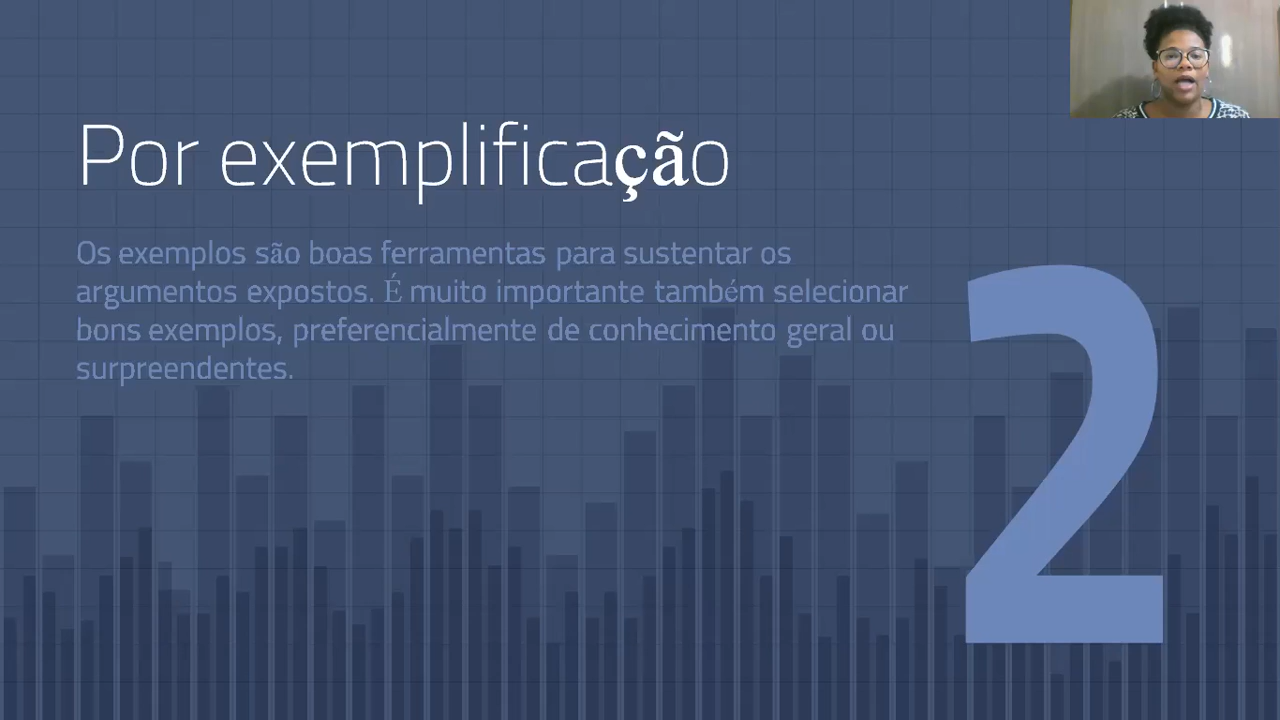 Por exemplificação
Os exemplos são boas ferramentas para sustentar os
argumentos expostos. É muito importante também selecionar
bons exemplos, preferencialmente de conhecimento geral ou
surpreendentes.
2